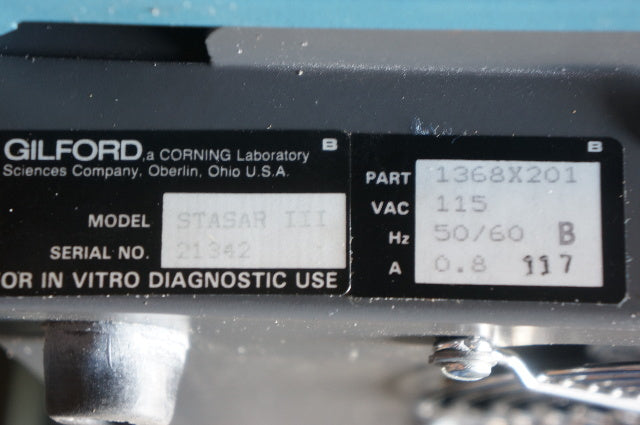 GILFORD, a CORNING Laboratory B
Sciences Company, Oberlin, Ohio U.S.A.
MODEL STASAR III
SERIAL NO. 21342
OR IN VITRO DIAGNOSTIC USE
B
PART 1368X201
VAC 115
Hz 50/60 B
A 0.8 117